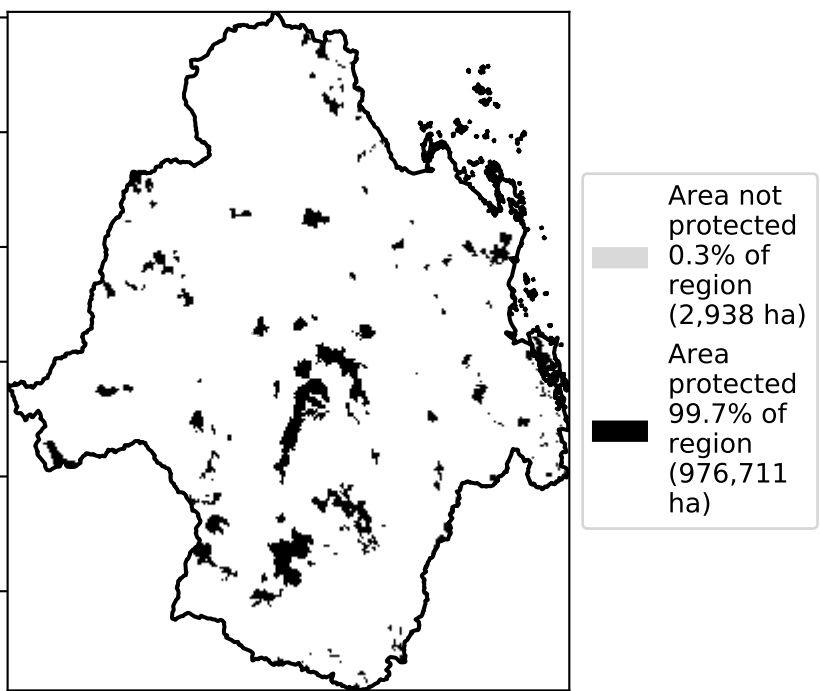 Area not
protected
0.3% of
region
(2,938 ha)
Area
protected
99.7% of
region
(976,711
ha)